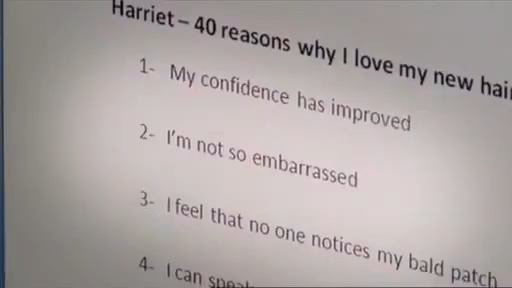 Harriet – 40 reasons why I love my new hair
1- My confidence has improved
2- I'm not so embarrassed
3- I feel that no one notices my bald patch
4- I can